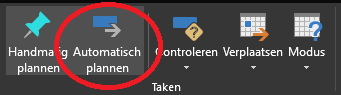 Handmatig Automatisch Controleren Verplaatsen Modus
plannen plannen
Taken